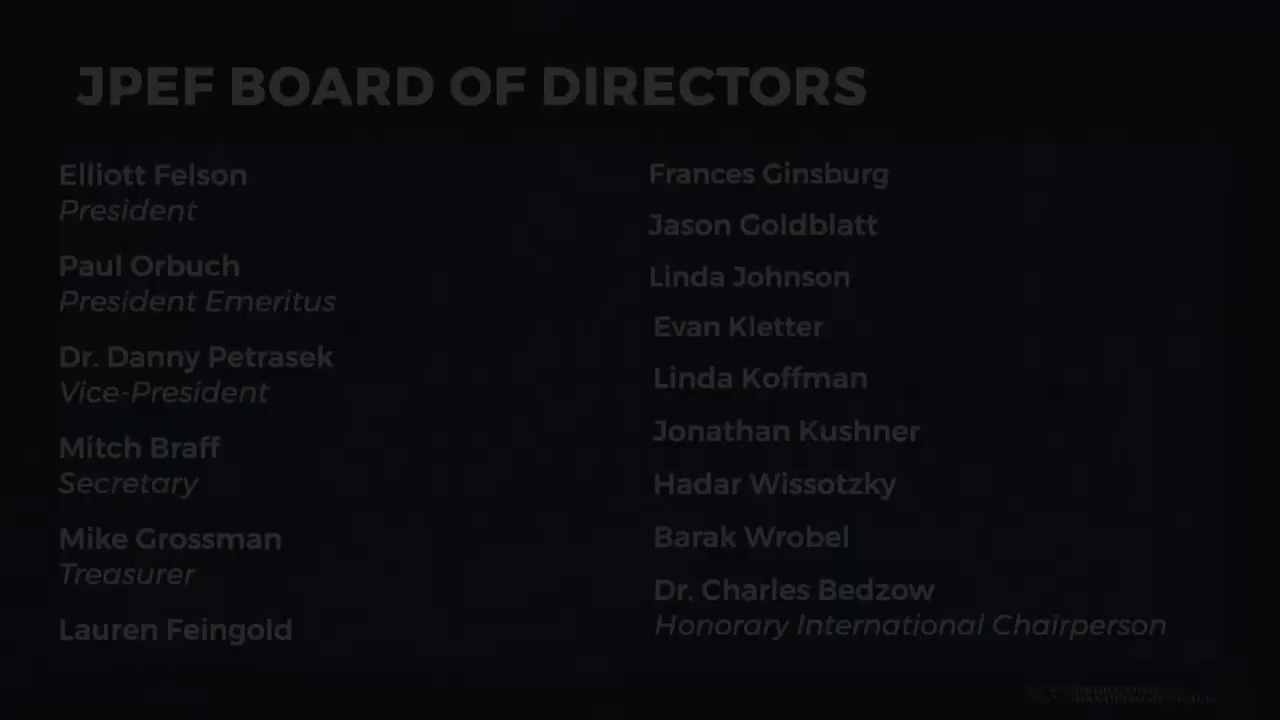 JPEF BOARD OF DIRECTORS
Elliott Felson
President
Paul Orbuch
President Emeritus
Dr. Danny Petrasek
Vice-President
Mitch Braff
Secretary
Mike Grossman
Treasurer
Lauren Feingold
Frances Ginsburg
Jason Goldblatt
Linda Johnson
Evan Kletter
Linda Koffman
Jonathan Kushner
Hadar Wissotzky
Barak Wrobel
Dr. Charles Bedzow
Honorary International Chairperson